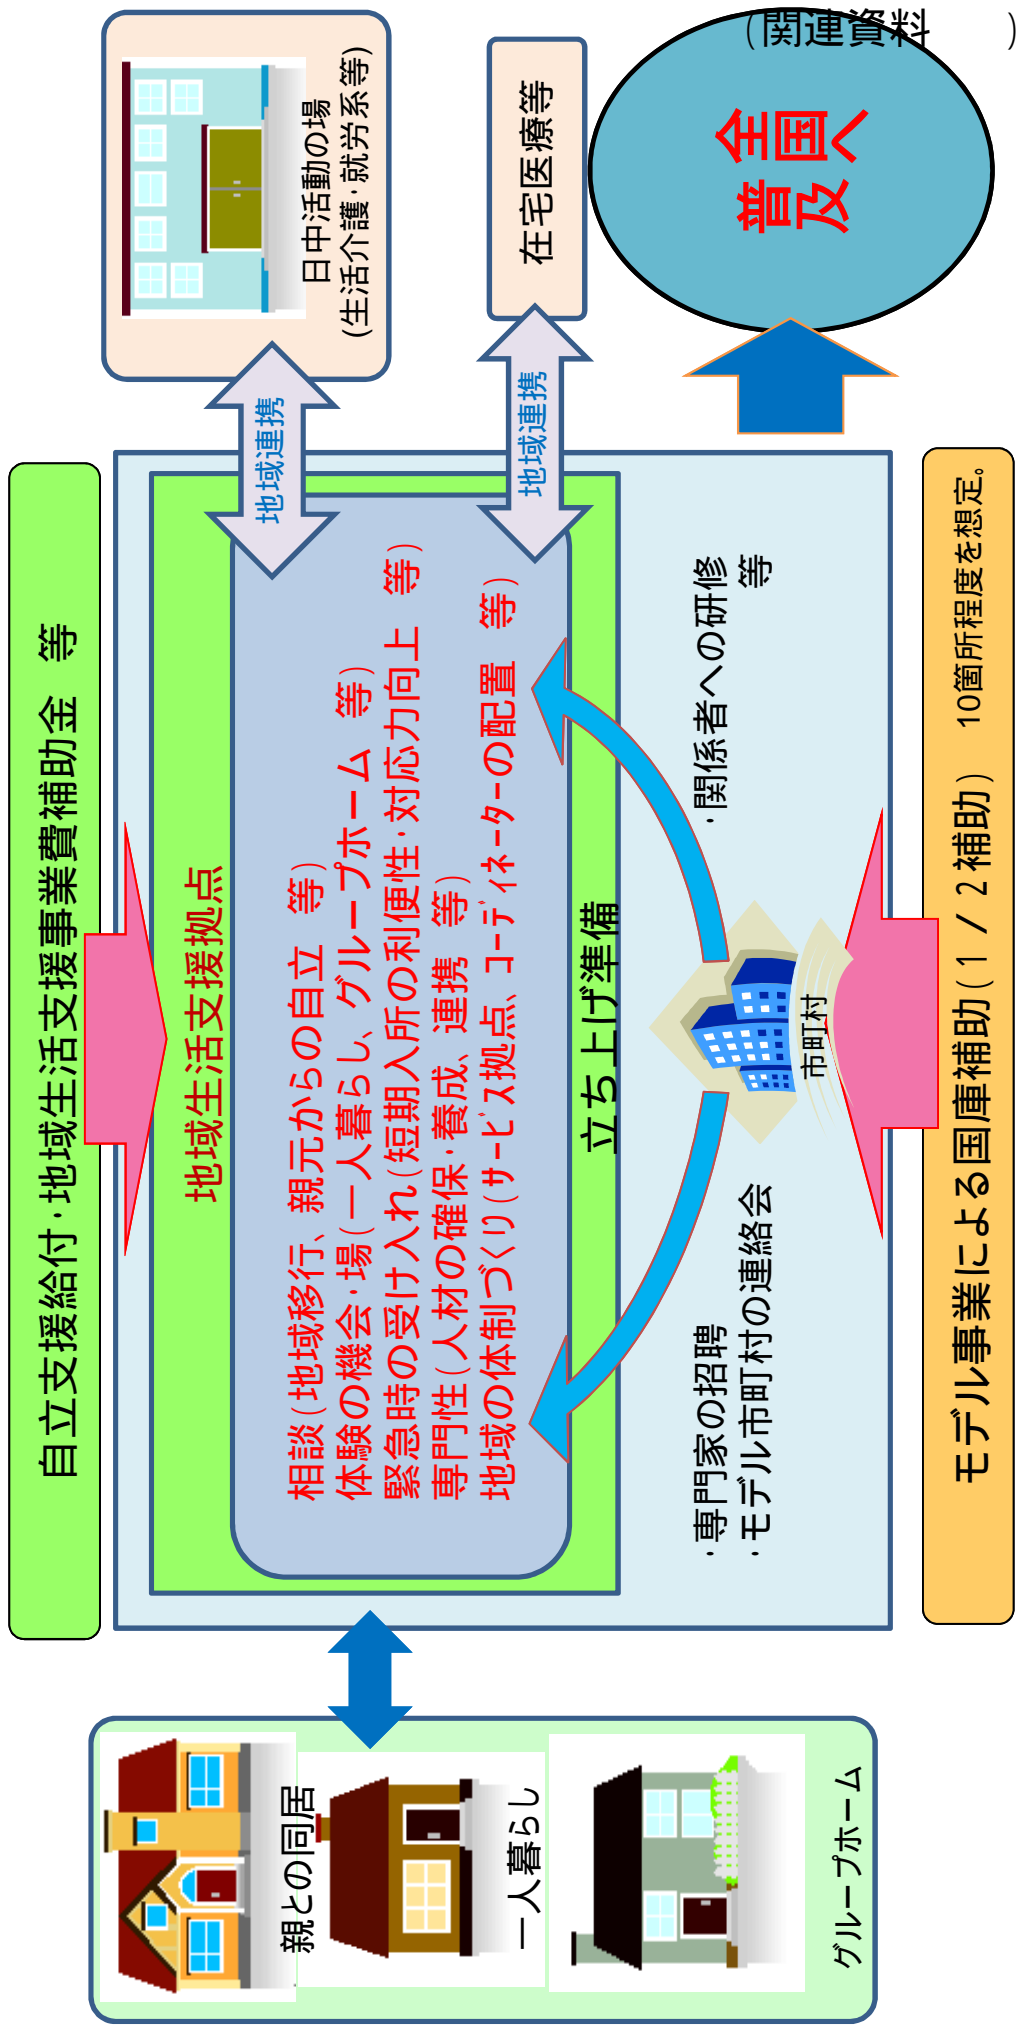 (関連資料　　)
自立支援給付・地域生活支援事業費補助金　等
地域生活支援拠点
相談(地域移行、親元からの自立　等)
体験の機会・場(一人暮らし、グループホーム　等)
緊急時の受け入れ(短期入所の利便性・対応力向上　等)
専門性(人材の確保・養成、連携　等)
地域の体制づくり(ｻｰﾋﾞｽ拠点、ｺｰﾃﾞｨﾈｰﾀｰの配置　等)
立ち上げ準備
・専門家の招聘
・モデル市町村の連絡会
・関係者への研修
等
市町村
モデル事業による国庫補助(1／2補助)　10箇所程度を想定。
親との同居
一人暮らし
グループホーム
地域連携
地域連携
日中活動の場
(生活介護・就労系等)
在宅医療等
全国へ
普及